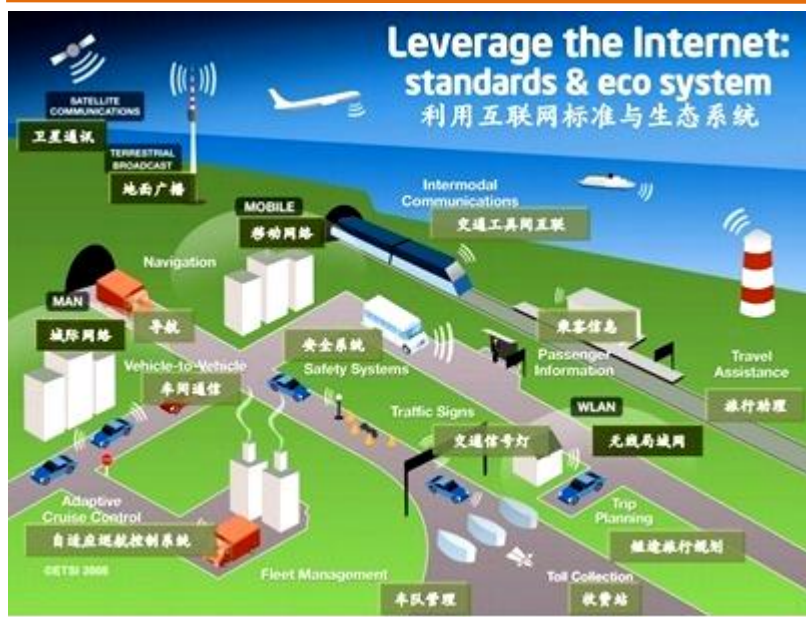 Leverage the Internet:
standards & eco system
利用互联网标准与生态系统
SATELLITE
COMMUNICATIONS
卫星通讯
TERRESTRIAL
BROADCAST
地面广播
MOBILE
移动网络
Intermodal
Communications
交通工具间互联
Navigation
导航
MAN
城际网络
安全系统
Safety Systems
乘客信息
Passenger
Information
Travel
Assistance
旅行助理
Vehicle-to-Vehicle
车间通信
Traffic Signs
交通信号灯
WLAN
无线局域网
Adaptive
Cruise Control
自适应巡航控制系统
Trip
Planning
短途旅行规划
©ETSI 2008
Fleet Management
车队管理
Toll Collection
收费站